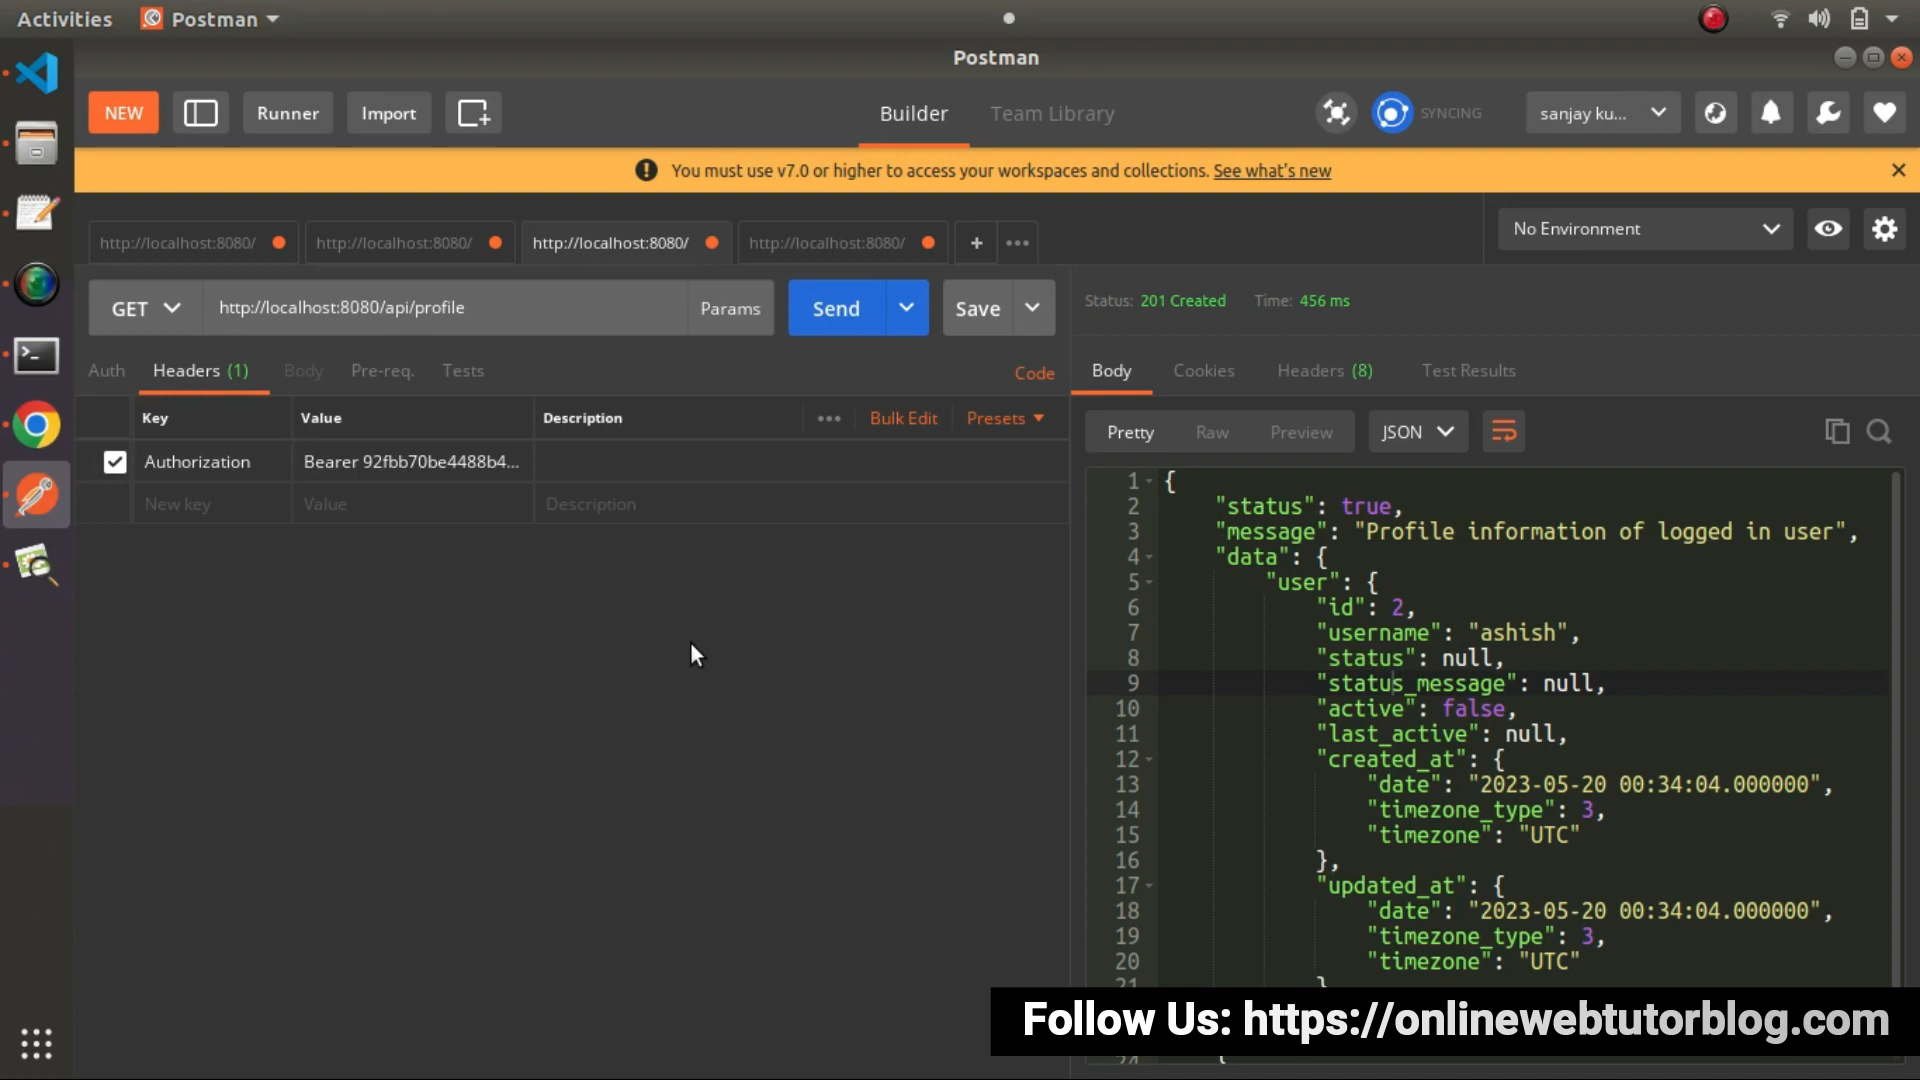 Activities Postman
Postman
NEW Runner Import Builder Team Library SYNCING sanjay ku...
You must use v7.0 or higher to access your workspaces and collections. See what's new
http://localhost:8080/ http://localhost:8080/ http://localhost:8080/ http://localhost:8080/ + ••• No Environment
GET http://localhost:8080/api/profile Params Send Save
Status: 201 Created Time: 456 ms
Auth Headers (1) Body Pre-req. Tests Code
Body Cookies Headers (8) Test Results
Key Value Description ••• Bulk Edit Presets
Authorization Bearer 92fbb70be4488b4...
New key Value Description
Pretty Raw Preview JSON
1 {
2 "status": true,
3 "message": "Profile information of logged in user",
4 "data": {
5 "user": {
6 "id": 2,
7 "username": "ashish",
8 "status": null,
9 "status_message": null,
10 "active": false,
11 "last_active": null,
12 "created_at": {
13 "date": "2023-05-20 00:34:04.000000",
14 "timezone_type": 3,
15 "timezone": "UTC"
16 },
17 "updated_at": {
18 "date": "2023-05-20 00:34:04.000000",
19 "timezone_type": 3,
20 "timezone": "UTC"
Follow Us: https://onlinewebtutorblog.com